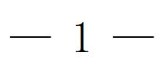 — 1 —